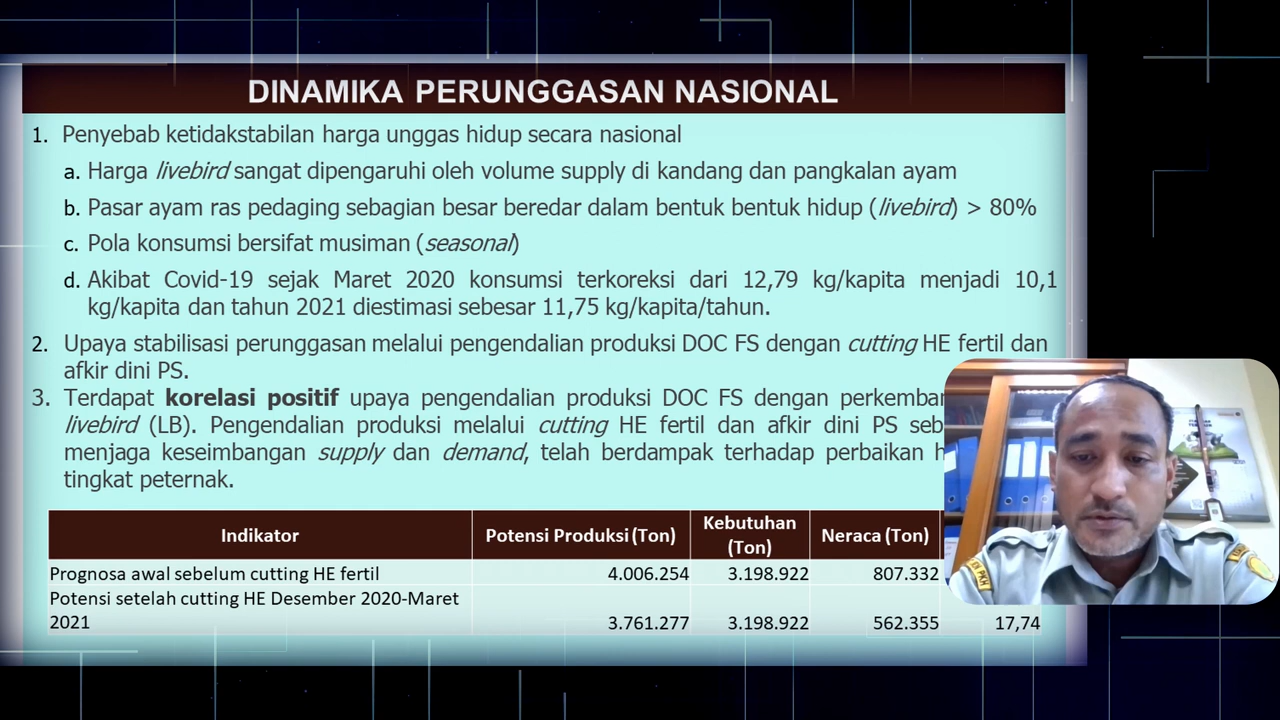 DINAMIKA PERUNGGASAN NASIONAL
1. Penyebab ketidakstabilan harga unggas hidup secara nasional
a. Harga livebird sangat dipengaruhi oleh volume supply di kandang dan pangkalan ayam
b. Pasar ayam ras pedaging sebagian besar beredar dalam bentuk bentuk hidup (livebird) > 80%
c. Pola konsumsi bersifat musiman (seasonal)
d. Akibat Covid-19 sejak Maret 2020 konsumsi terkoreksi dari 12,79 kg/kapita menjadi 10,1
kg/kapita dan tahun 2021 diestimasi sebesar 11,75 kg/kapita/tahun.
2. Upaya stabilisasi perunggasan melalui pengendalian produksi DOC FS dengan cutting HE fertil dan
afkir dini PS.
3. Terdapat korelasi positif upaya pengendalian produksi DOC FS dengan
livebird (LB). Pengendalian produksi melalui cutting HE fertil dan afkir dini PS
menjaga keseimbangan supply dan demand, telah berdampak terhadap perbaikan
tingkat peternak.
Indikator Potensi Produksi (Ton) Kebutuhan (Ton) Neraca (Ton)
Prognosa awal sebelum cutting HE fertil 4.006.254 3.198.922 807.332
Potensi setelah cutting HE Desember 2020-Maret
2021 3.761.277 3.198.922 562.355 17,74